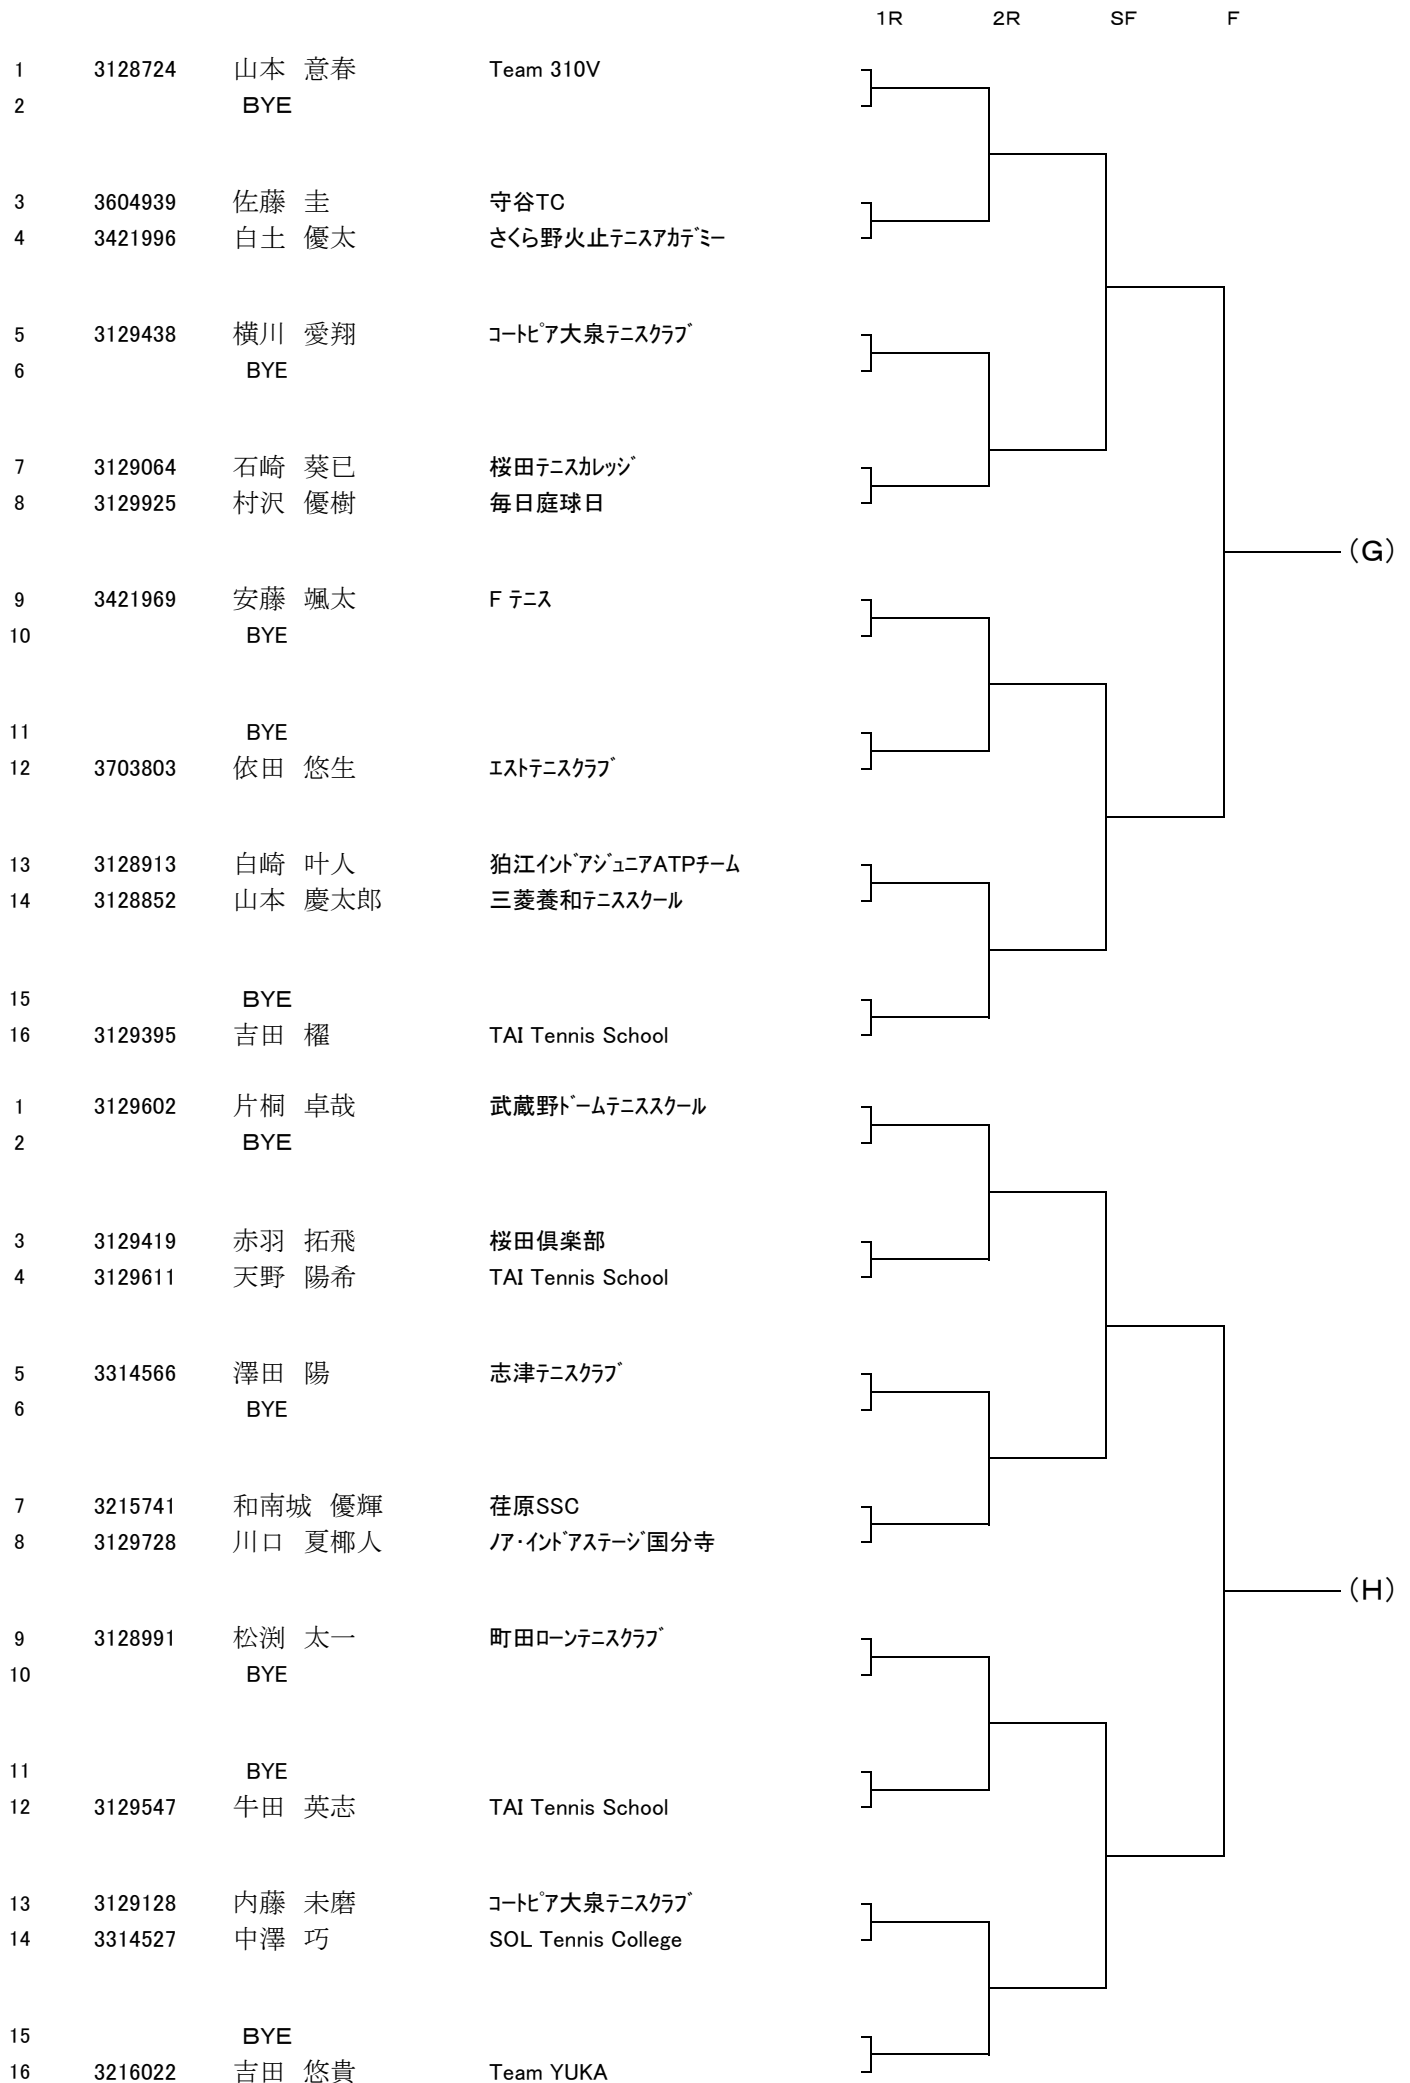 1R 2R SF F
1 3128724 山本 意春 Team 310V
2 BYE
3 3604939 佐藤 圭 守谷TC
4 3421996 白土 優太 さくら野火止ﾃﾆｽｱｶﾃﾞﾐｰ
5 3129438 横川 愛翔 ｺｰﾄﾋﾟｱ大泉ﾃﾆｽｸﾗﾌﾞ
6 BYE
7 3129064 石崎 葵已 桜田ﾃﾆｽｶﾚｯｼﾞ
8 3129925 村沢 優樹 毎日庭球日
(G)
9 3421969 安藤 颯太 F ﾃﾆｽ
10 BYE
11 BYE
12 3703803 依田 悠生 ｴｽﾄﾃﾆｽｸﾗﾌﾞ
13 3128913 白崎 叶人 狛江ｲﾝﾄﾞｱｼﾞｭﾆｱATPﾁｰﾑ
14 3128852 山本 慶太郎 三菱養和ﾃﾆｽｽｸｰﾙ
15 BYE
16 3129395 吉田 櫂 TAI Tennis School
1 3129602 片桐 卓哉 武蔵野ﾄﾞｰﾑﾃﾆｽｽｸｰﾙ
2 BYE
3 3129419 赤羽 拓飛 桜田倶楽部
4 3129611 天野 陽希 TAI Tennis School
5 3314566 澤田 陽 志津ﾃﾆｽｸﾗﾌﾞ
6 BYE
7 3215741 和南城 優輝 荏原SSC
8 3129728 川口 夏椰人 ﾉｱ･ｲﾝﾄﾞｱｽﾃｰｼﾞ国分寺
(H)
9 3128991 松渕 太一 町田ﾛｰﾝﾃﾆｽｸﾗﾌﾞ
10 BYE
11 BYE
12 3129547 牛田 英志 TAI Tennis School
13 3129128 内藤 未磨 ｺｰﾄﾋﾟｱ大泉ﾃﾆｽｸﾗﾌﾞ
14 3314527 中澤 巧 SOL Tennis College
15 BYE
16 3216022 吉田 悠貴 Team YUKA